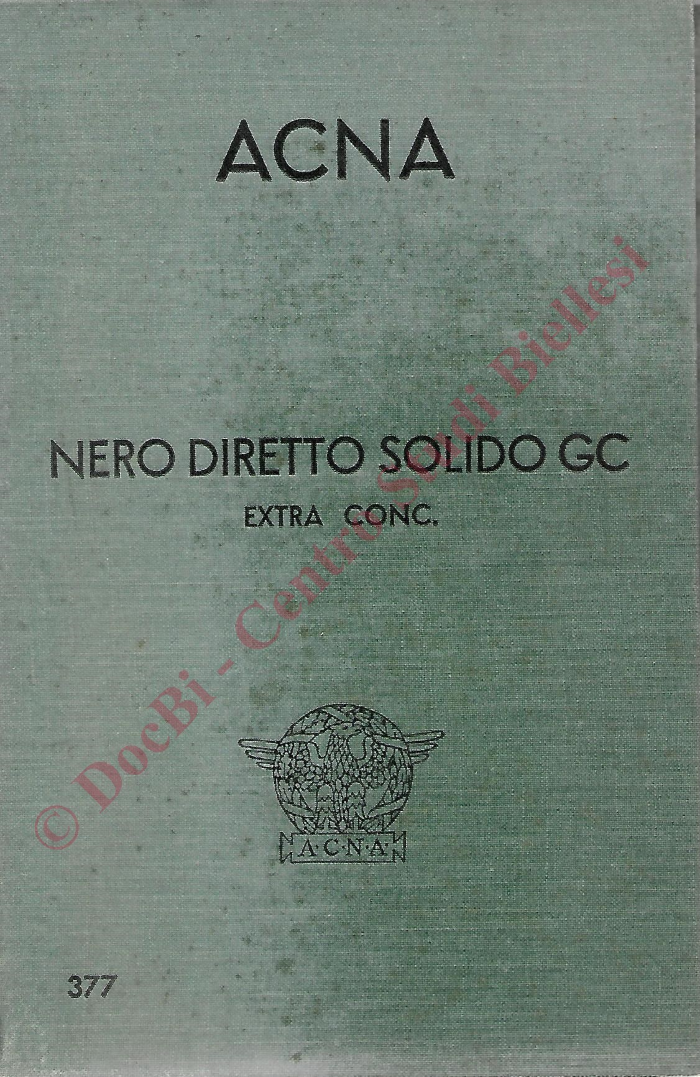 ACNA
NERO DIRETTO SOLIDO GC
EXTRA CONC.
A·C·N·A
377
© DocBi - Centro Studi Biellesi